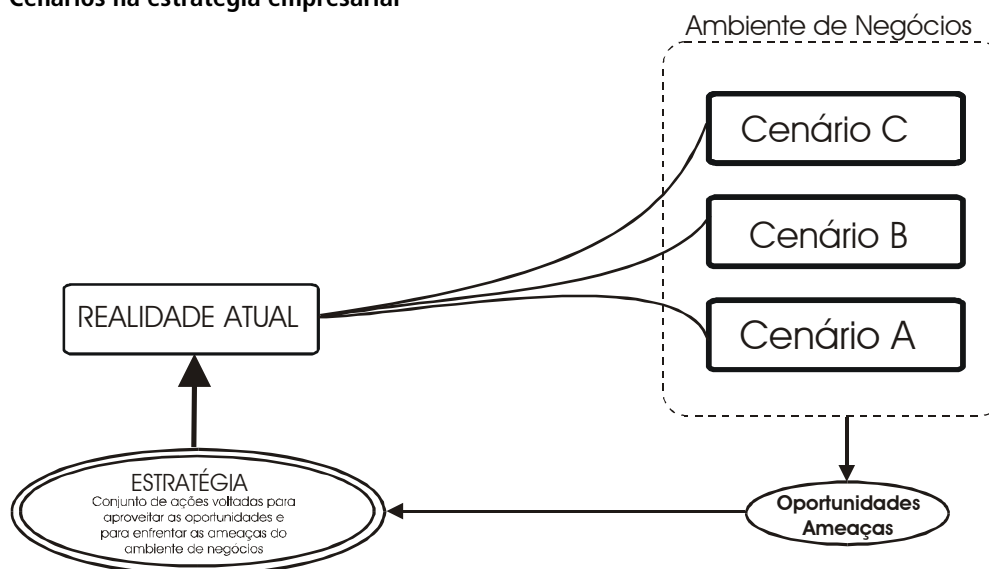 Cenários na estratégia empresarial
Ambiente de Negócios
Cenário C
Cenário B
Cenário A
REALIDADE ATUAL
ESTRATÉGIA
Conjunto de ações voltadas para
aproveitar as oportunidades e
para enfrentar as ameaças do
ambiente de negócios
Oportunidades
Ameaças